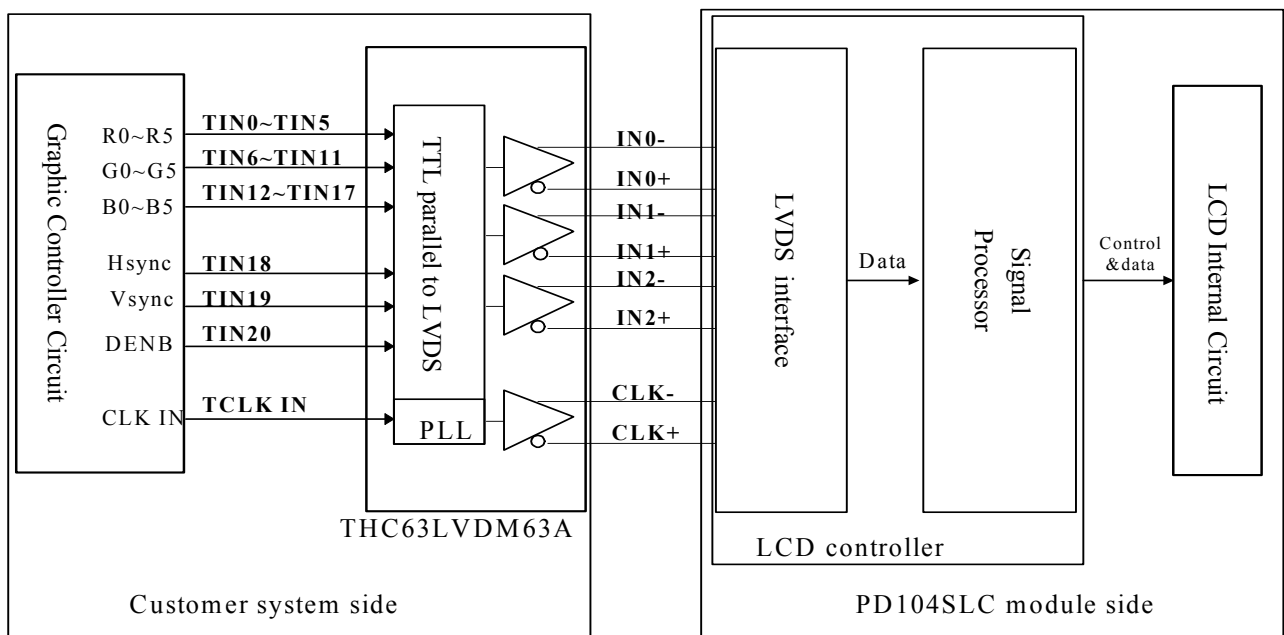 Graphic Controller Circuit
R0~R5
G0~G5
B0~B5
Hsync
Vsync
DENB
CLK IN
TIN0~TIN5
TIN6~TIN11
TIN12~TIN17
TIN18
TIN19
TIN20
TCLK IN
TTL parallel to LVDS
PLL
THC63LVDM63A
Customer system side
IN0-
IN0+
IN1-
IN1+
IN2-
IN2+
CLK-
CLK+
LVDS interface
Data
Signal
Processor
LCD controller
Control
&data
LCD Internal Circuit
PD104SLC module side